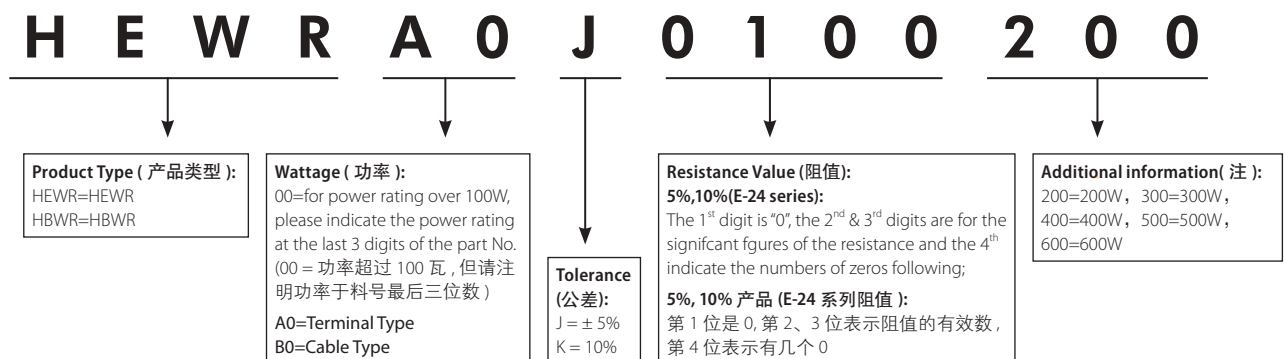 H E W R A 0 J 0 1 0 0 2 0 0
Product Type ( 产品类型 ):
HEWR=HEWR
HBWR=HBWR
Wattage ( 功率 ):
00=for power rating over 100W,
please indicate the power rating
at the last 3 digits of the part No.
(00 = 功率超过 100 瓦 , 但请注
明功率于料号最后三位数 )
A0=Terminal Type
B0=Cable Type
Tolerance
(公差):
J = ± 5%
K = 10%
Resistance Value (阻值):
5%,10%(E-24 series):
The 1st digit is "0", the 2nd & 3rd digits are for the
signifcant fgures of the resistance and the 4th
indicate the numbers of zeros following;
5%, 10% 产品 (E-24 系列阻值 ):
第 1 位是 0, 第 2、3 位表示阻值的有效数 ,
第 4 位表示有几个 0
Additional information( 注 ):
200=200W，300=300W，
400=400W，500=500W，
600=600W